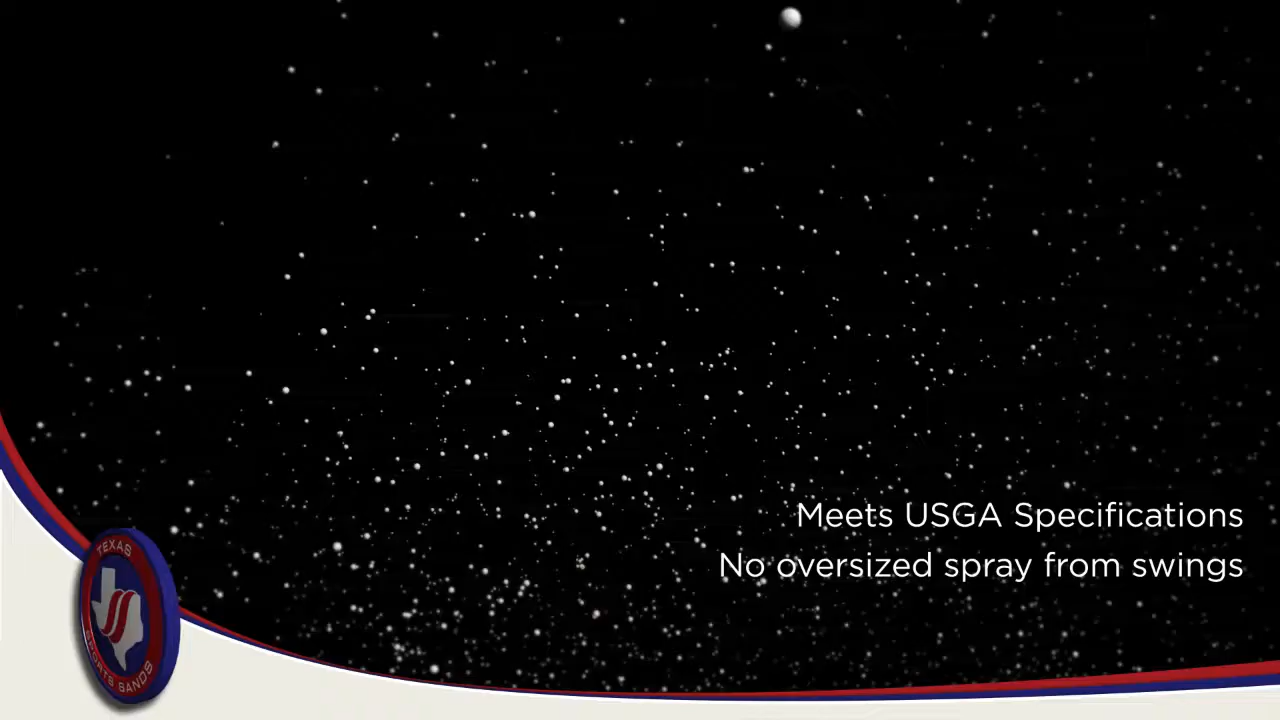 Meets USGA Specifications
No oversized spray from swings
TEXAS
SPORTS SANDS